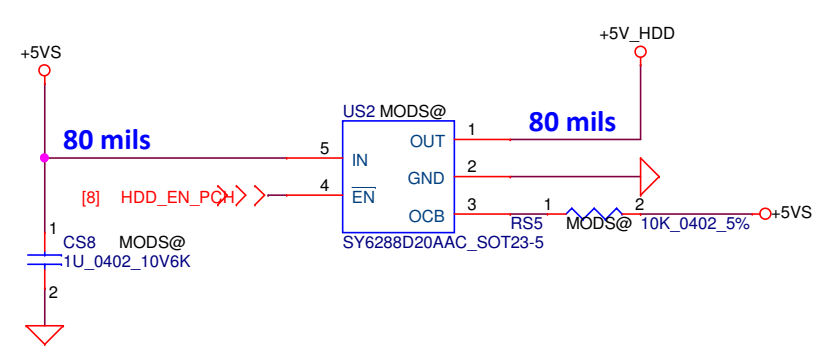 +5VS
+5V_HDD
US2 MODS@
80 mils
80 mils
5
IN
OUT
1
[8] HDD_EN_PCH
4
EN
GND
2
OCB
3
1
2
+5VS
RS5
MODS@
10K_0402_5%
SY6288D20AAC_SOT23-5
1
CS8
MODS@
1U_0402_10V6K
2